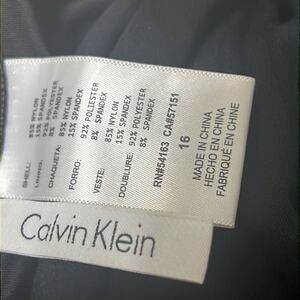 SHELL:
85% NYLON
15% SPANDEX
LINING:
92% POLYESTER
8% SPANDEX
CHAQUETA:
85% NYLON
15% SPANDEX
FORRO:
92% POLIESTER
8% SPANDEX
VESTE:
85% NYLON
15% SPANDEX
DOUBLURE:
92% POLYESTER
8% SPANDEX
RN#54163 CA#57151
16
MADE IN CHINA
HECHO EN CHINA
FABRIQUÉ EN CHINE
Calvin Klein